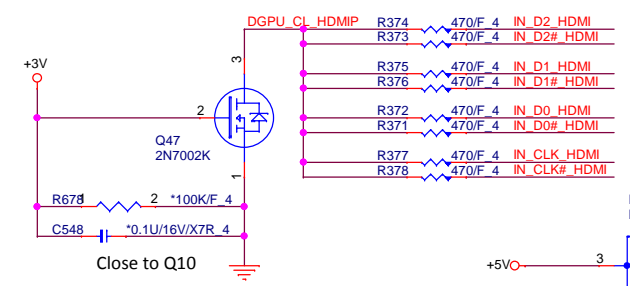 DGPU_CL_HDMIP R374 470/F_4 IN_D2_HDMI
R373 470/F_4 IN_D2#_HDMI
+3V
3
R375 470/F_4 IN_D1_HDMI
R376 470/F_4 IN_D1#_HDMI
2
R372 470/F_4 IN_D0_HDMI
R371 470/F_4 IN_D0#_HDMI
Q47
2N7002K
R377 470/F_4 IN_CLK_HDMI
R378 470/F_4 IN_CLK#_HDMI
1
2 *100K/F_4
C548 *0.1U/16V/X7R_4
Close to Q10
+5V 3